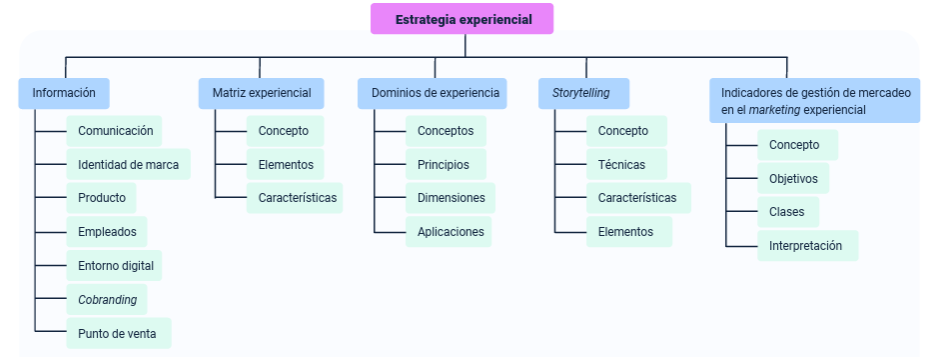 Estrategia experiencial
Información
Comunicación
Identidad de marca
Producto
Empleados
Entorno digital
Cobranding
Punto de venta
Matriz experiencial
Concepto
Elementos
Características
Dominios de experiencia
Conceptos
Principios
Dimensiones
Aplicaciones
Storytelling
Concepto
Técnicas
Características
Elementos
Indicadores de gestión de mercadeo
en el marketing experiencial
Concepto
Objetivos
Clases
Interpretación